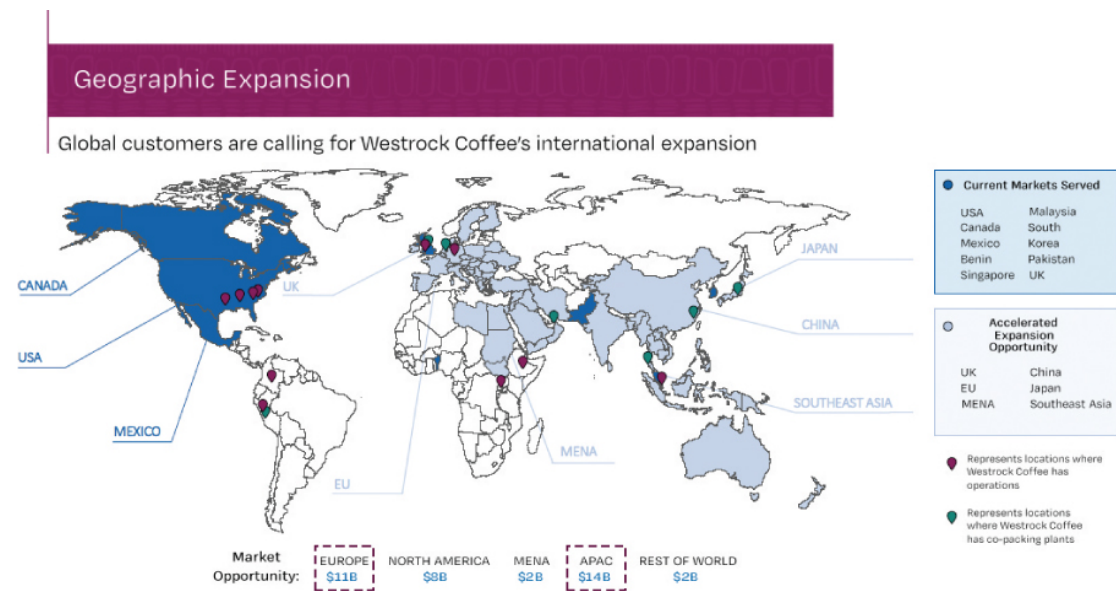 Geographic Expansion
Global customers are calling for Westrock Coffee's international expansion
CANADA
USA
MEXICO
UK
EU
MENA
JAPAN
CHINA
SOUTHEAST ASIA
Current Markets Served
USA Malaysia
Canada South
Mexico Korea
Benin Pakistan
Singapore UK
Accelerated
Expansion
Opportunity
UK China
EU Japan
MENA Southeast Asia
Represents locations where
Westrock Coffee has
operations
Represents locations
where Westrock Coffee
has co-packing plants
Market
Opportunity:
EUROPE NORTH AMERICA MENA APAC REST OF WORLD
$11B $8B $2B $14B $2B